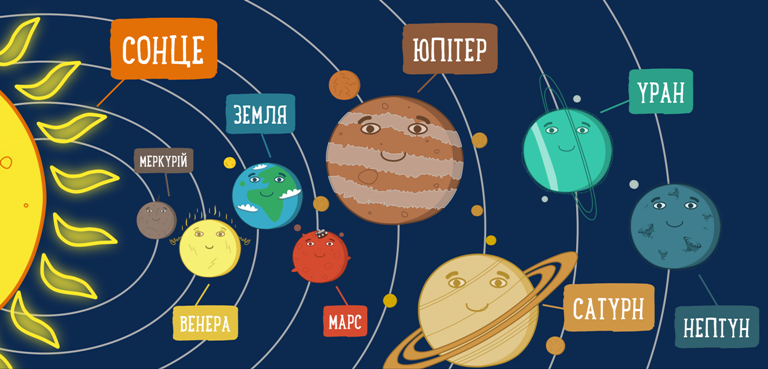 СОНЦЕ
ЮПІТЕР
УРАН
ЗЕМЛЯ
МЕРКУРІЙ
ВЕНЕРА
МАРС
САТУРН
НЕПТУН